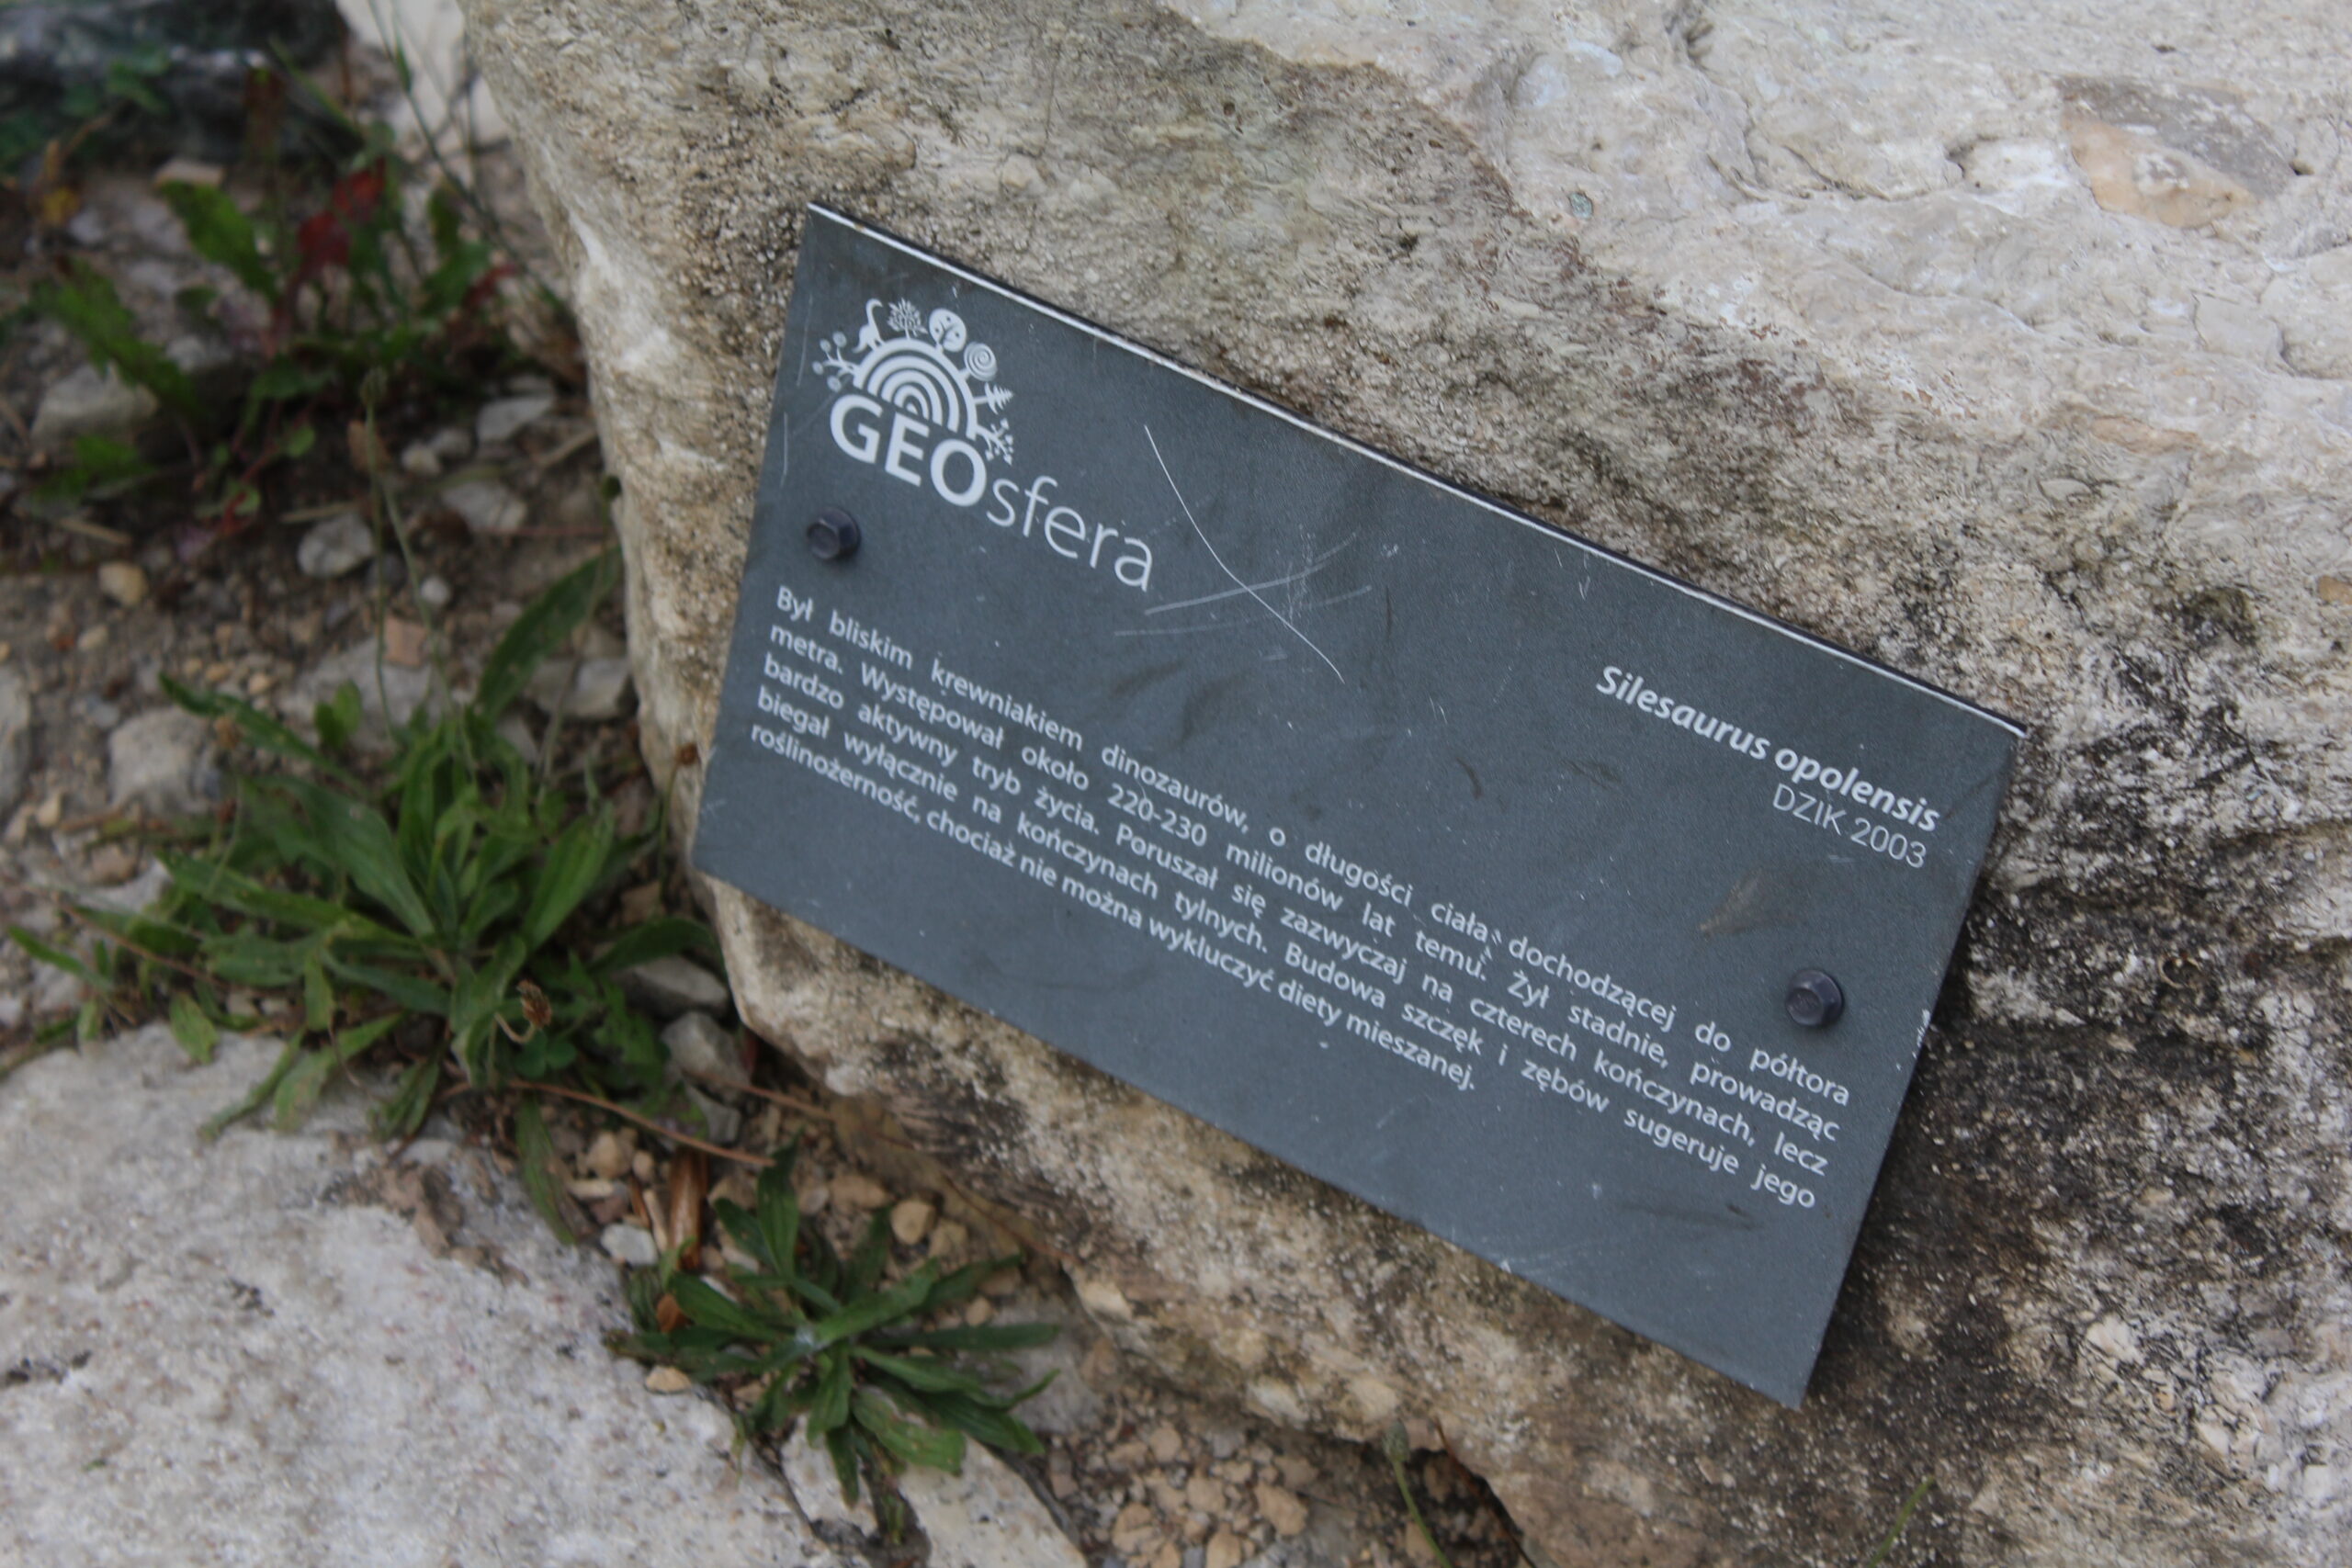 GEOsfera
Silesaurus opolensis
DZIK 2003
Był bliskim krewniakiem dinozaurów, o długości ciała, dochodzącej do półtora
metra. Występował około 220-230 milionów lat temu. Żył stadnie, prowadząc
bardzo aktywny tryb życia. Poruszał się zazwyczaj na czterech kończynach, lecz
biegał wyłącznie na kończynach tylnych. Budowa szczęk i zębów sugeruje jego
roślinożerność, chociaż nie można wykluczyć diety mieszanej.